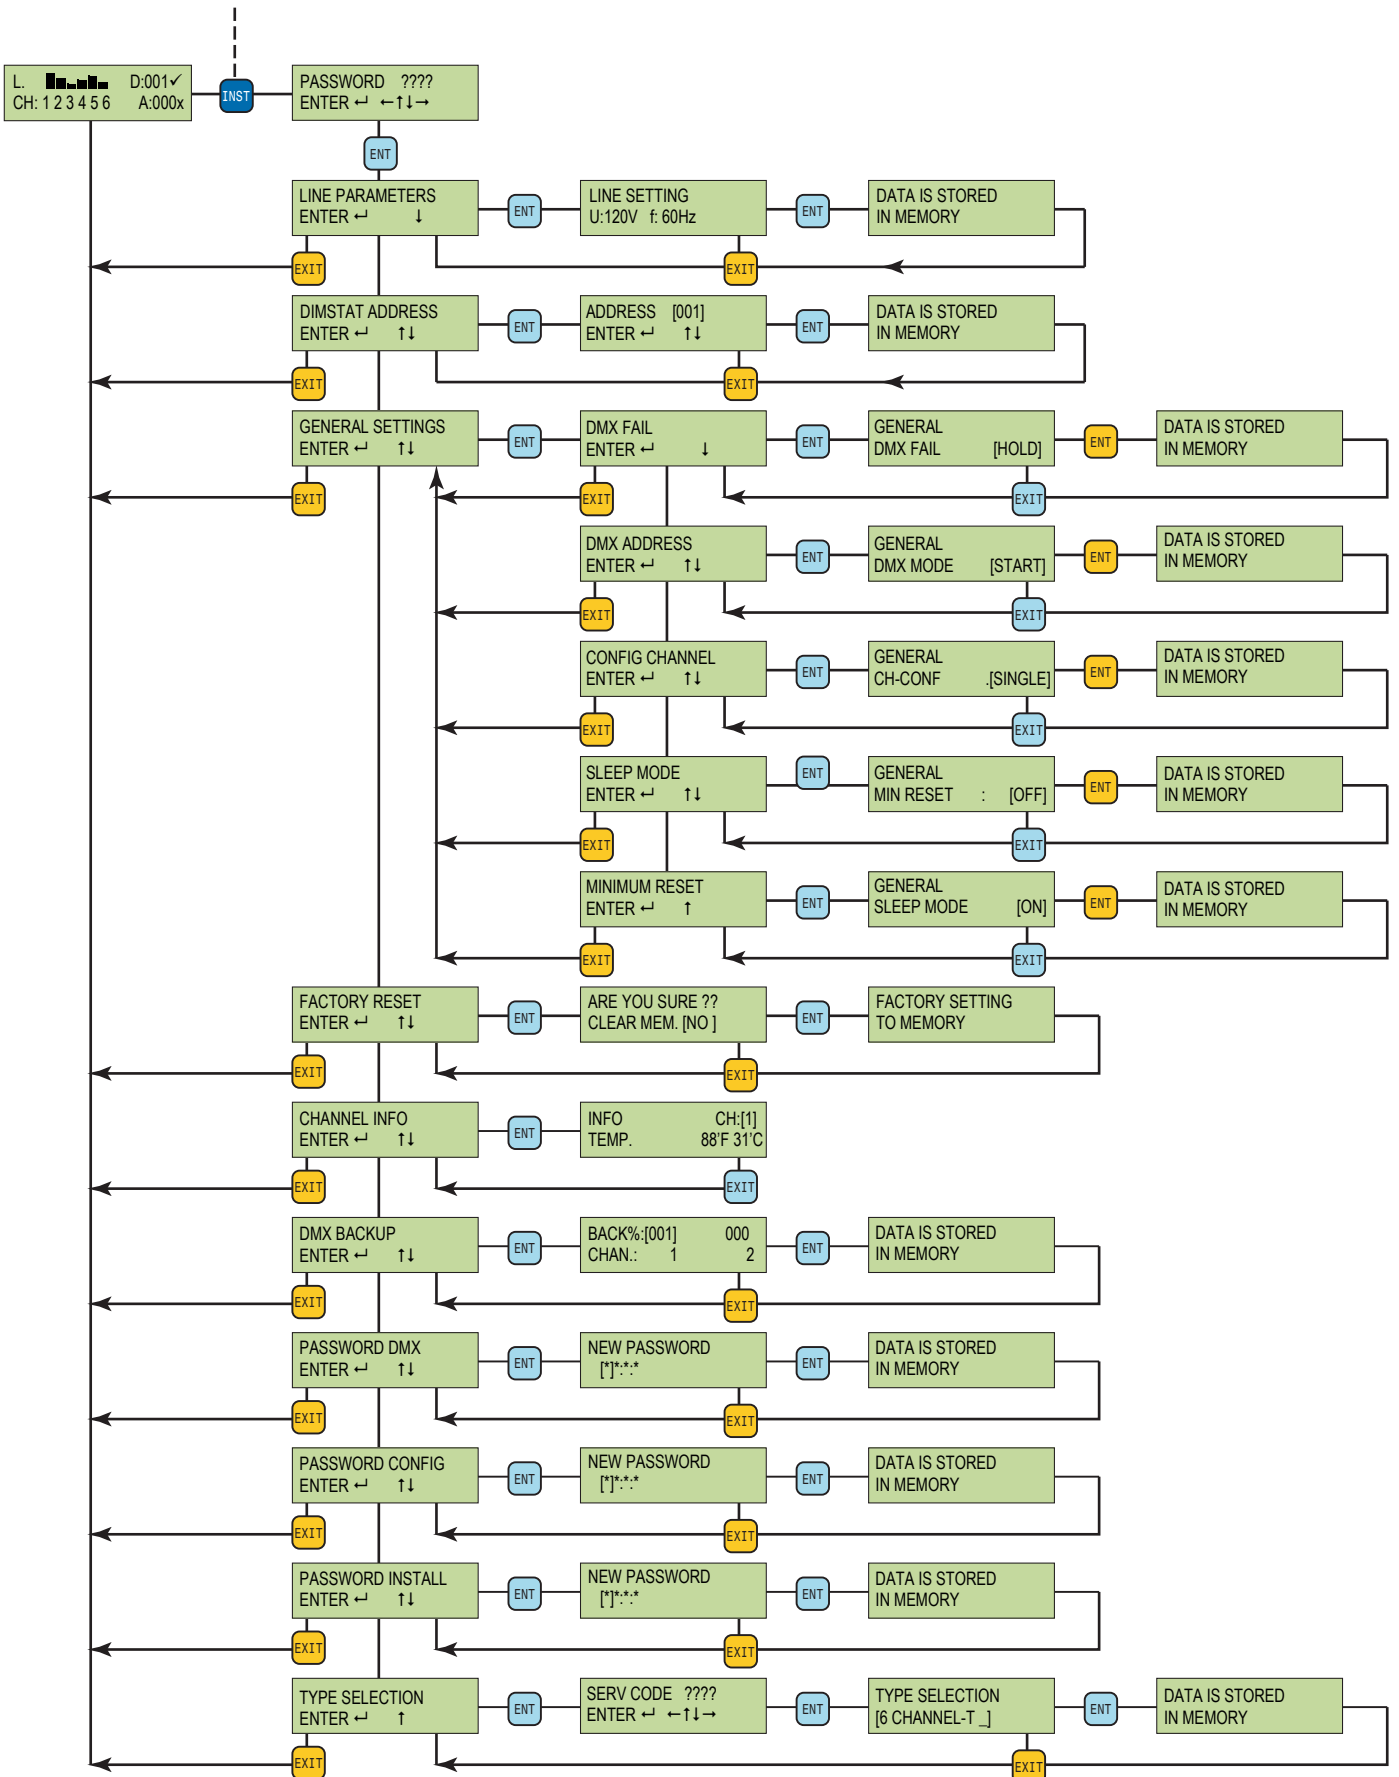 L. D:001✓
CH: 1 2 3 4 5 6 A:000x
INST
PASSWORD ????
ENTER ↵ ←↑↓→
ENT
LINE PARAMETERS
ENTER ↵ ↓
ENT
LINE SETTING
U:120V f: 60Hz
ENT
DATA IS STORED
IN MEMORY
EXIT
EXIT
DIMSTAT ADDRESS
ENTER ↵ ↑↓
ENT
ADDRESS [001]
ENTER ↵ ↑↓
ENT
DATA IS STORED
IN MEMORY
EXIT
EXIT
GENERAL SETTINGS
ENTER ↵ ↑↓
ENT
DMX FAIL
ENTER ↵ ↓
ENT
GENERAL
DMX FAIL [HOLD]
ENT
DATA IS STORED
IN MEMORY
EXIT
EXIT
EXIT
DMX ADDRESS
ENTER ↵ ↑↓
ENT
GENERAL
DMX MODE [START]
ENT
DATA IS STORED
IN MEMORY
EXIT
EXIT
CONFIG CHANNEL
ENTER ↵ ↑↓
ENT
GENERAL
CH-CONF .[SINGLE]
ENT
DATA IS STORED
IN MEMORY
EXIT
EXIT
SLEEP MODE
ENTER ↵ ↑↓
ENT
GENERAL
MIN RESET : [OFF]
ENT
DATA IS STORED
IN MEMORY
EXIT
EXIT
MINIMUM RESET
ENTER ↵ ↑
ENT
GENERAL
SLEEP MODE [ON]
ENT
DATA IS STORED
IN MEMORY
EXIT
EXIT
FACTORY RESET
ENTER ↵ ↑↓
ENT
ARE YOU SURE ??
CLEAR MEM. [NO ]
ENT
FACTORY SETTING
TO MEMORY
EXIT
EXIT
CHANNEL INFO
ENTER ↵ ↑↓
ENT
INFO CH:[1]
TEMP. 88'F 31'C
EXIT
EXIT
DMX BACKUP
ENTER ↵ ↑↓
ENT
BACK%:[001] 000
CHAN.: 1 2
ENT
DATA IS STORED
IN MEMORY
EXIT
EXIT
PASSWORD DMX
ENTER ↵ ↑↓
ENT
NEW PASSWORD
[*]*:*:*
ENT
DATA IS STORED
IN MEMORY
EXIT
EXIT
PASSWORD CONFIG
ENTER ↵ ↑↓
ENT
NEW PASSWORD
[*]*:*:*
ENT
DATA IS STORED
IN MEMORY
EXIT
EXIT
PASSWORD INSTALL
ENTER ↵ ↑↓
ENT
NEW PASSWORD
[*]*:*:*
ENT
DATA IS STORED
IN MEMORY
EXIT
EXIT
TYPE SELECTION
ENTER ↵ ↑
ENT
SERV CODE ????
ENTER ↵ ←↑↓→
ENT
TYPE SELECTION
[6 CHANNEL-T _]
ENT
DATA IS STORED
IN MEMORY
EXIT
EXIT